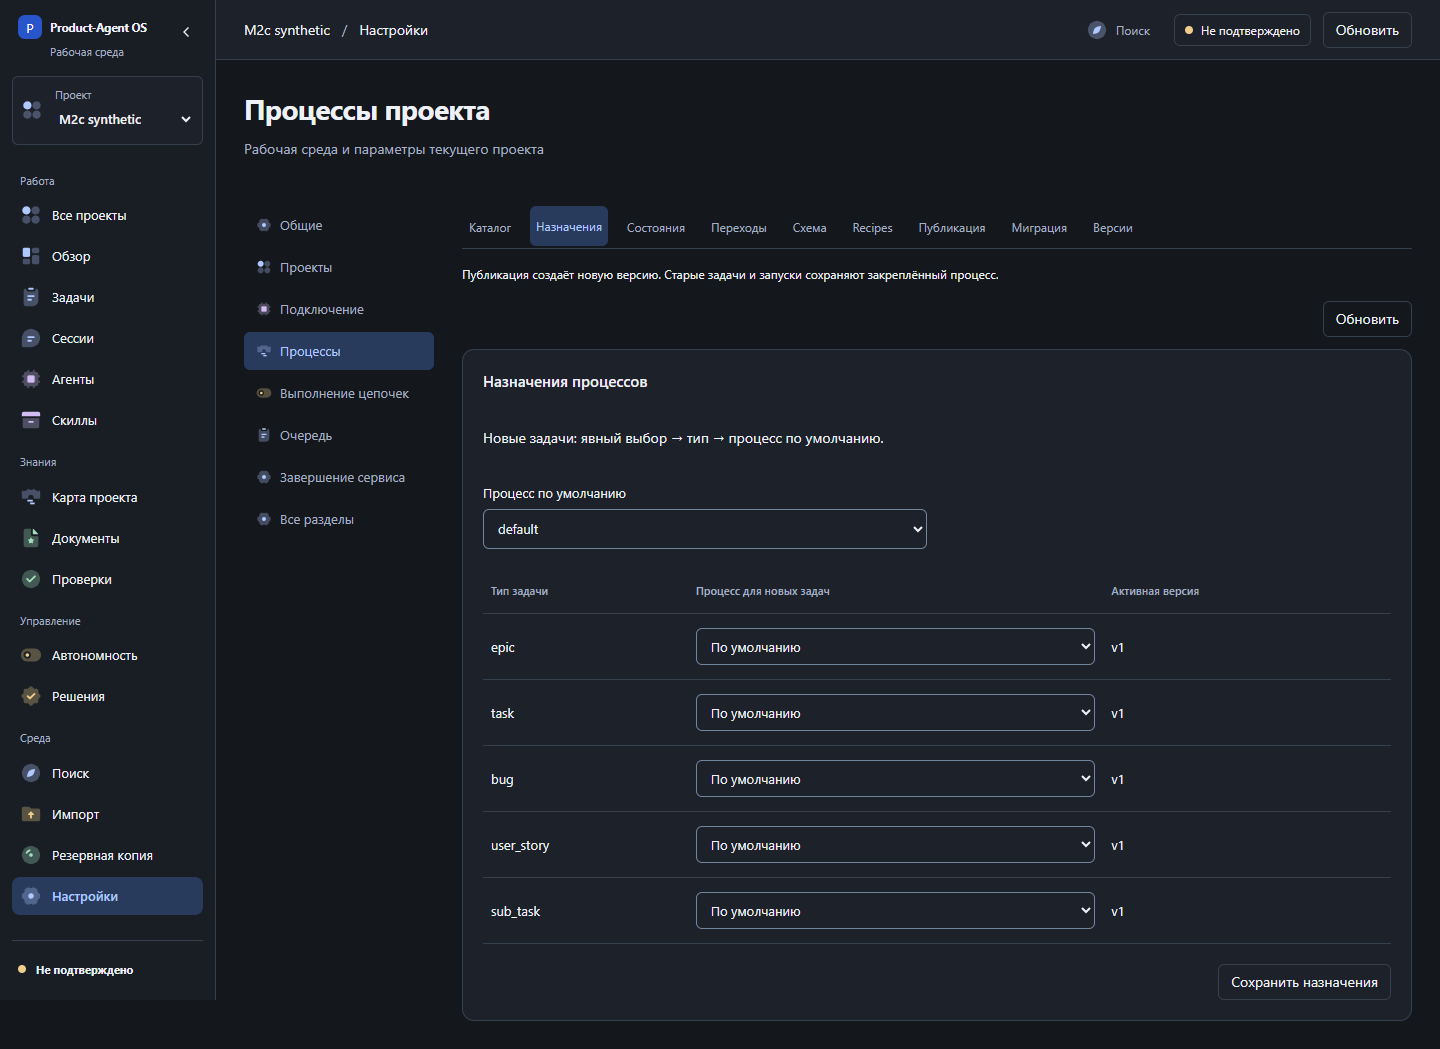 P
Product-Agent OS
Рабочая среда
Проект
M2c synthetic
Работа
Все проекты
Обзор
Задачи
Сессии
Агенты
Скиллы
Знания
Карта проекта
Документы
Проверки
Управление
Автономность
Решения
Среда
Поиск
Импорт
Резервная копия
Настройки
Не подтверждено
M2c synthetic / Настройки
Поиск
Не подтверждено
Обновить
Процессы проекта
Рабочая среда и параметры текущего проекта
Общие
Проекты
Подключение
Процессы
Выполнение цепочек
Очередь
Завершение сервиса
Все разделы
Каталог Назначения Состояния Переходы Схема Recipes Публикация Миграция Версии
Публикация создаёт новую версию. Старые задачи и запуски сохраняют закреплённый процесс.
Обновить
Назначения процессов
Новые задачи: явный выбор → тип → процесс по умолчанию.
Процесс по умолчанию
default
Тип задачи Процесс для новых задач Активная версия
epic По умолчанию v1
task По умолчанию v1
bug По умолчанию v1
user_story По умолчанию v1
sub_task По умолчанию v1
Сохранить назначения